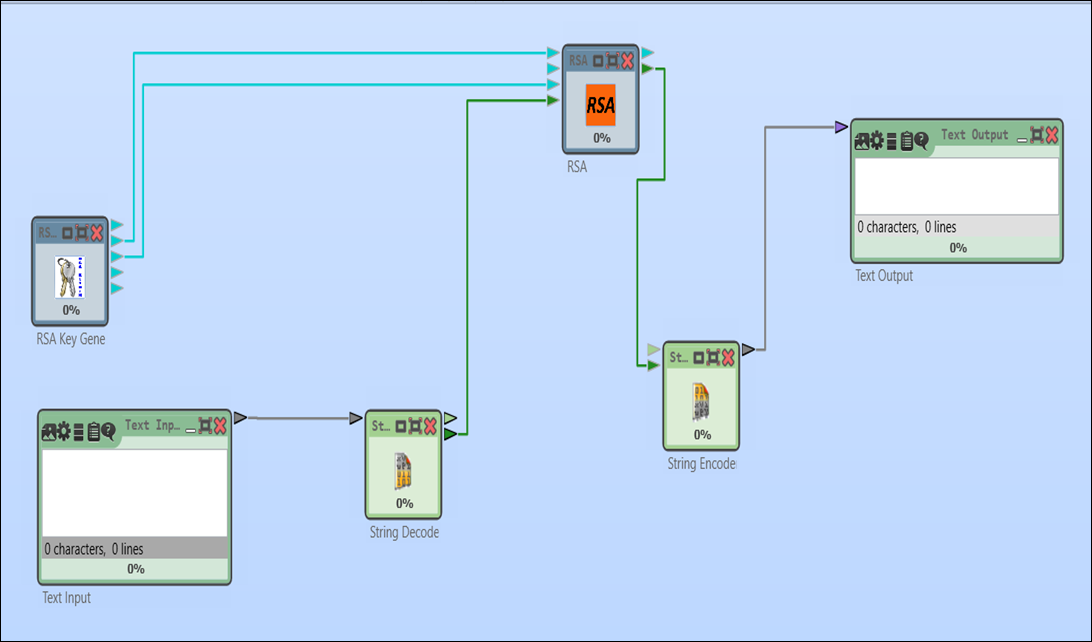 RSA
RSA
0%
RSA
Text Output
0 characters, 0 lines
0%
Text Output
RS...
0%
RSA Key Gene
St...
0%
String Encode
Text Inp...
0 characters, 0 lines
0%
Text Input
St...
0%
String Decode